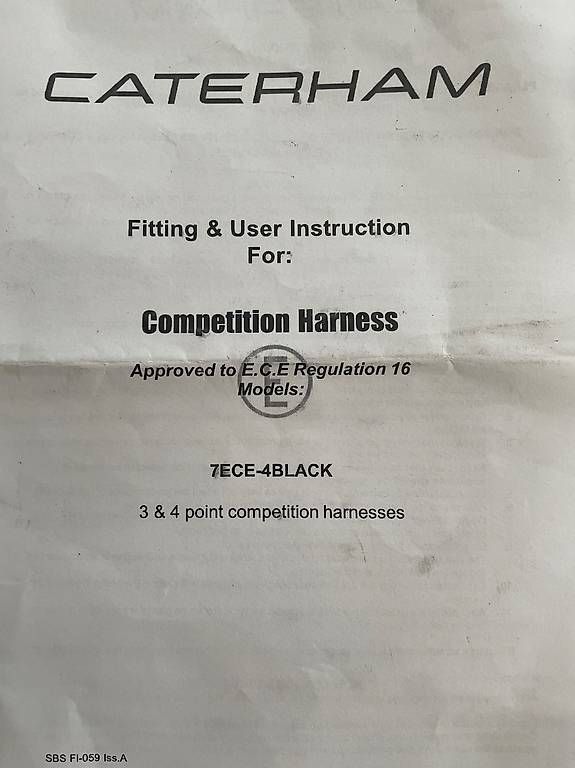 CATERHAM
Fitting & User Instruction
For:
Competition Harness
Approved to E.C.E Regulation 16
Models:
E
7ECE-4BLACK
3 & 4 point competition harnesses
SBS FI-059 Iss.A